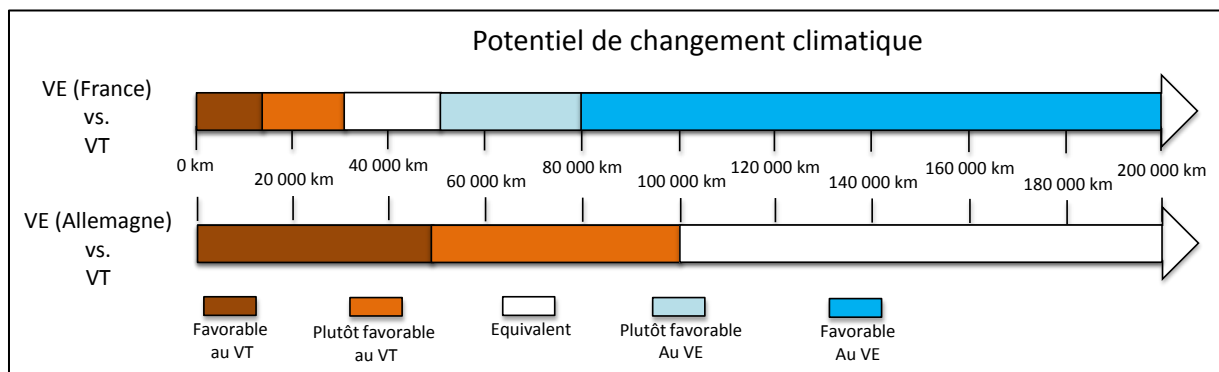 Potentiel de changement climatique
VE (France)
vs.
VT
0 km
20 000 km
40 000 km
60 000 km
80 000 km
100 000 km
120 000 km
140 000 km
160 000 km
180 000 km
200 000 km
VE (Allemagne)
vs.
VT
Favorable
au VT
Plutôt favorable
au VT
Equivalent
Plutôt favorable
Au VE
Favorable
Au VE